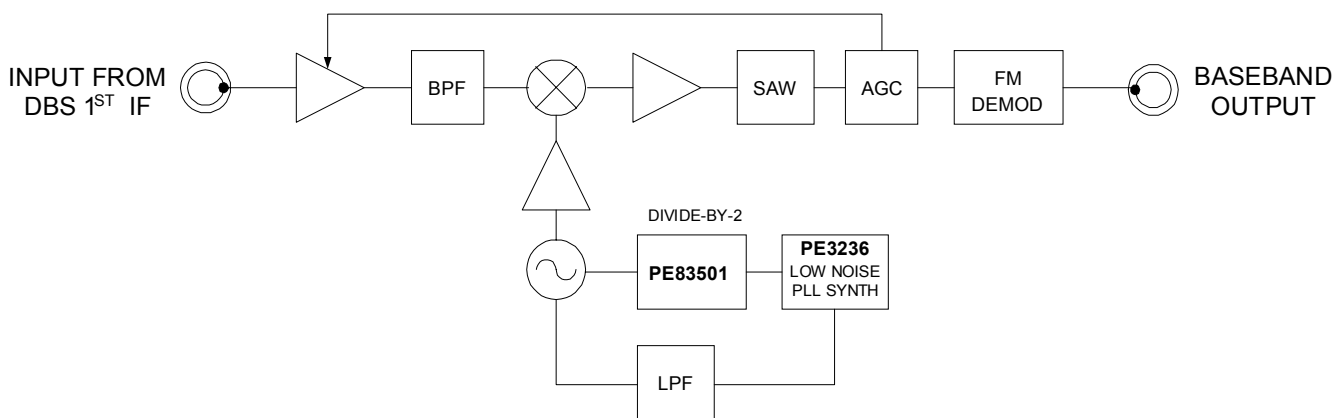 INPUT FROM
DBS 1ST IF
BPF
SAW
AGC
FM
DEMOD
BASEBAND
OUTPUT
DIVIDE-BY-2
PE83501
PE3236
LOW NOISE
PLL SYNTH
LPF